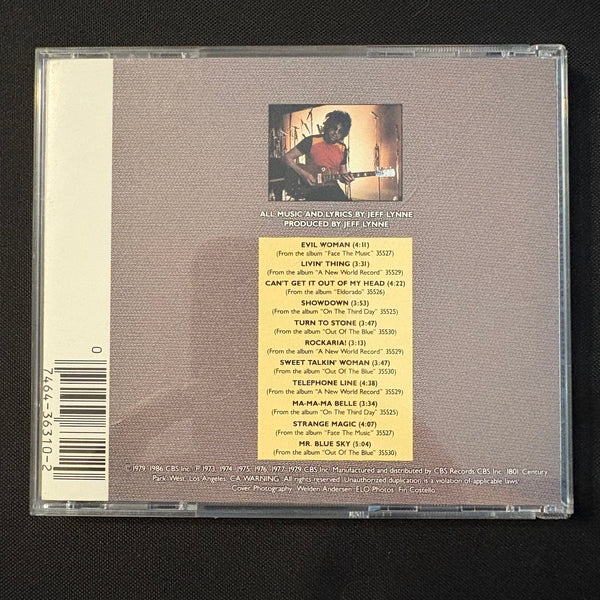 ALL MUSIC AND LYRICS BY JEFF LYNNE
PRODUCED BY JEFF LYNNE
EVIL WOMAN (4:11)
(From the album "Face The Music" 35527)
LIVIN' THING (3:31)
(From the album "A New World Record" 35529)
CAN'T GET IT OUT OF MY HEAD (4:22)
(From the album "Eldorado" 35526)
SHOWDOWN (3:53)
(From the album "On The Third Day" 35525)
TURN TO STONE (3:47)
(From the album "Out Of The Blue" 35530)
ROCKARIA! (3:13)
(From the album "A New World Record" 35529)
SWEET TALKIN' WOMAN (3:47)
(From the album "Out Of The Blue" 35530)
TELEPHONE LINE (4:38)
(From the album "A New World Record" 35529)
MA-MA-MA BELLE (3:34)
(From the album "On The Third Day" 35525)
STRANGE MAGIC (4:07)
(From the album "Face The Music" 35527)
MR. BLUE SKY (5:04)
(From the album "Out Of The Blue" 35530)
© 1979, 1986 CBS Inc. ℗ 1973, 1974, 1975, 1976, 1977, 1979 CBS Inc. Manufactured and distributed by CBS Records CBS Inc. 1801 Century
Park West, Los Angeles, CA WARNING: All rights reserved. Unauthorized duplication is a violation of applicable laws.
Cover Photography: Welden Andersen ELO Photos: Fin Costello
0
7464-36310-2